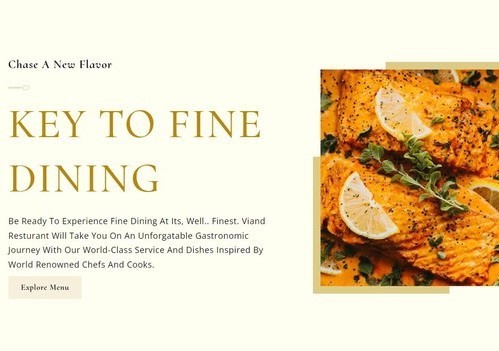 Chase A New Flavor
KEY TO FINE
DINING
Be Ready To Experience Fine Dining At Its, Well.. Finest. Viand
Resturant Will Take You On An Unforgatable Gastronomic
Journey With Our World-Class Service And Dishes Inspired By
World Renowned Chefs And Cooks.
Explore Menu